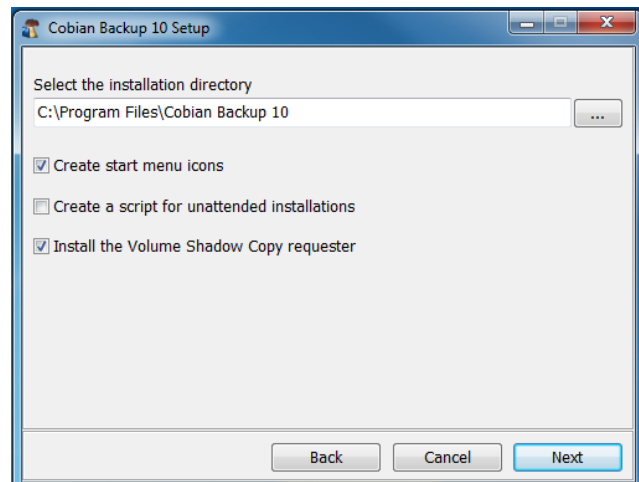 Cobian Backup 10 Setup
Select the installation directory
C:\Program Files\Cobian Backup 10
...
Create start menu icons
Create a script for unattended installations
Install the Volume Shadow Copy requester
Back Cancel Next